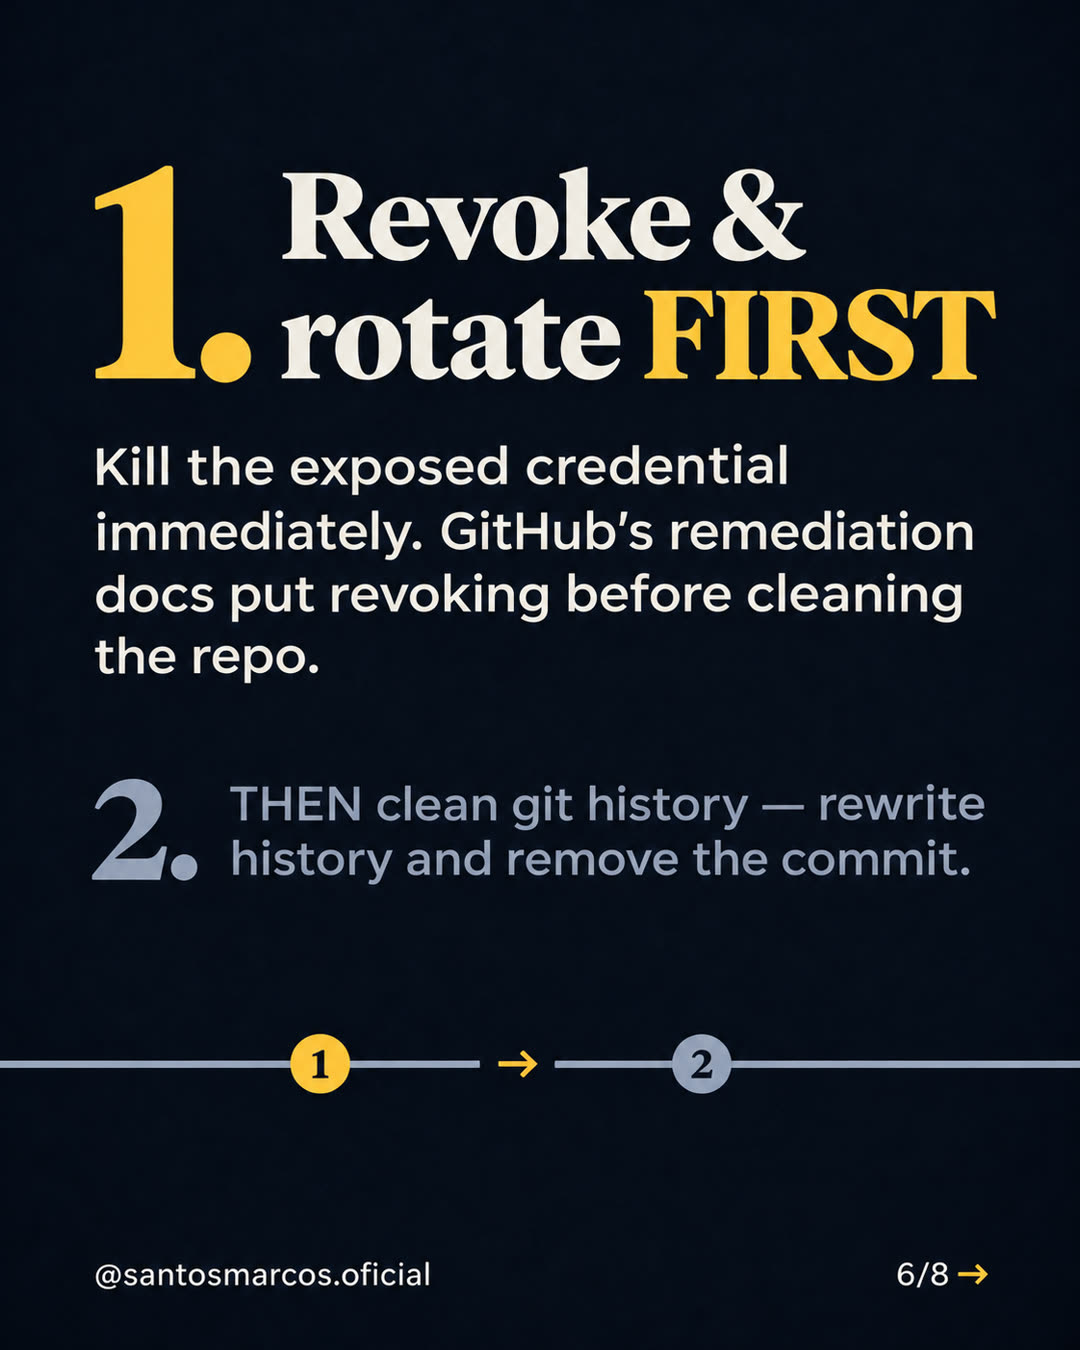 1. Revoke &
rotate FIRST
Kill the exposed credential
immediately. GitHub’s remediation
docs put revoking before cleaning
the repo.
2. THEN clean git history — rewrite
history and remove the commit.
1 → 2
@santosmarcos.oficial
6/8 →